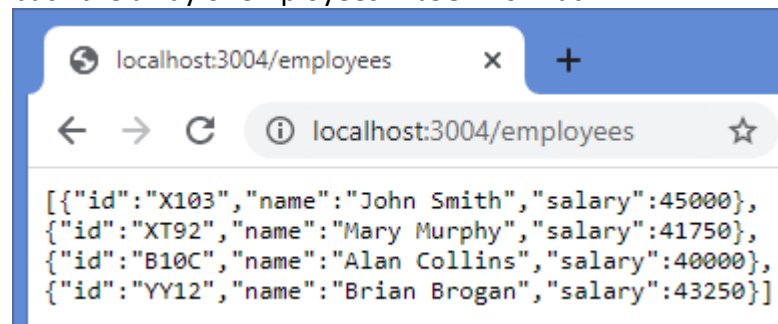 localhost:3004/employees
localhost:3004/employees
[{"id":"X103","name":"John Smith","salary":45000},
{"id":"XT92","name":"Mary Murphy","salary":41750},
{"id":"B10C","name":"Alan Collins","salary":40000},
{"id":"YY12","name":"Brian Brogan","salary":43250}]